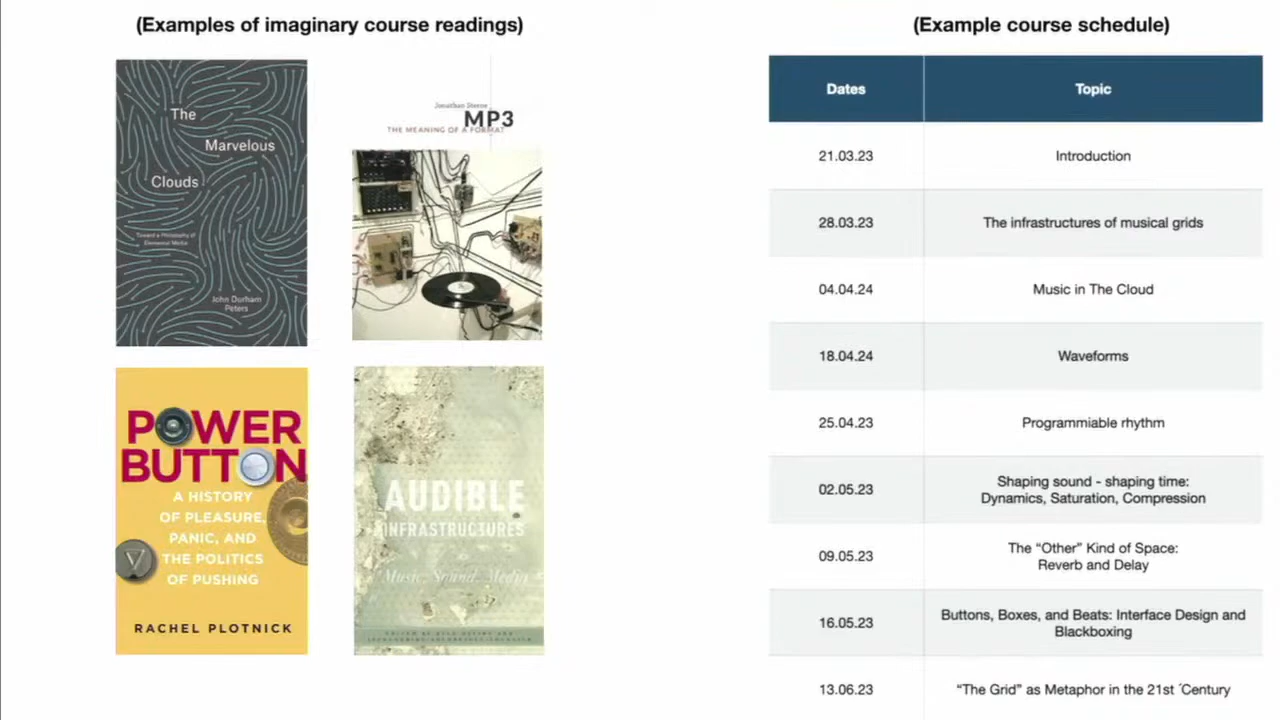 (Examples of imaginary course readings)
The
Marvelous
Clouds
Toward a Philosophy of
Elemental Media
John Durham
Peters
Jonathan Sterne
MP3
THE MEANING OF A FORMAT
POWER
BUTTON
A HISTORY
OF PLEASURE,
PANIC, AND
THE POLITICS
OF PUSHING
RACHEL PLOTNICK
AUDIBLE
INFRASTRUCTURES
Music, Sound, Media
(Example course schedule)
Dates Topic
21.03.23 Introduction
28.03.23 The infrastructures of musical grids
04.04.24 Music in The Cloud
18.04.24 Waveforms
25.04.23 Programmiable rhythm
02.05.23 Shaping sound - shaping time:
Dynamics, Saturation, Compression
09.05.23 The “Other” Kind of Space:
Reverb and Delay
16.05.23 Buttons, Boxes, and Beats: Interface Design and
Blackboxing
13.06.23 “The Grid” as Metaphor in the 21st ´Century